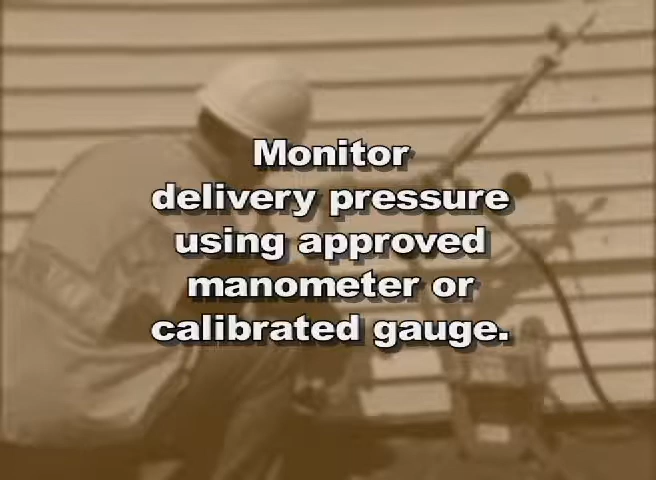 Monitor
delivery pressure
using approved
manometer or
calibrated gauge.